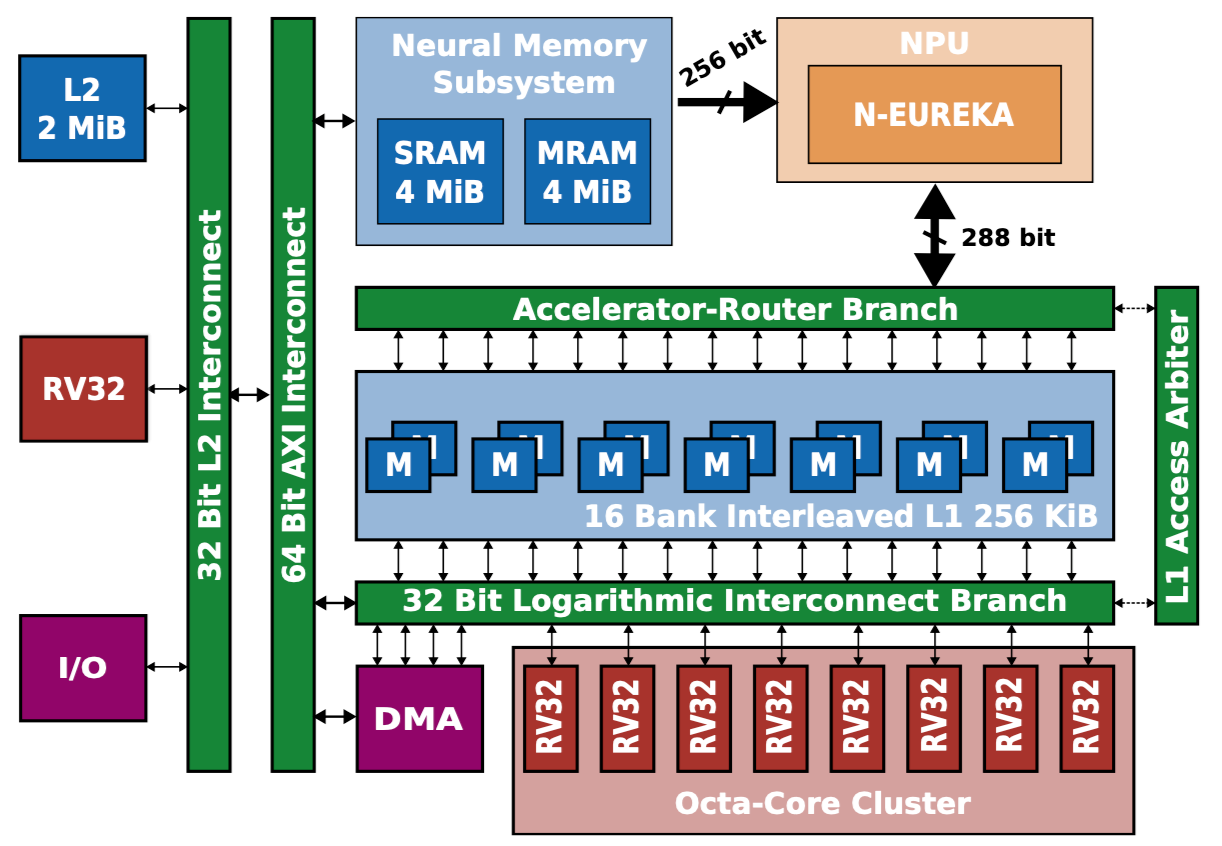 L2
2 MiB
RV32
I/O
32 Bit L2 Interconnect
64 Bit AXI Interconnect
Neural Memory
Subsystem
SRAM
4 MiB
MRAM
4 MiB
256 bit
NPU
N-EUREKA
288 bit
Accelerator-Router Branch
L1 Access Arbiter
M
M
M
M
M
M
M
M
M
M
M
M
M
M
16 Bank Interleaved L1 256 KiB
32 Bit Logarithmic Interconnect Branch
DMA
RV32
RV32
RV32
RV32
RV32
RV32
RV32
RV32
Octa-Core Cluster